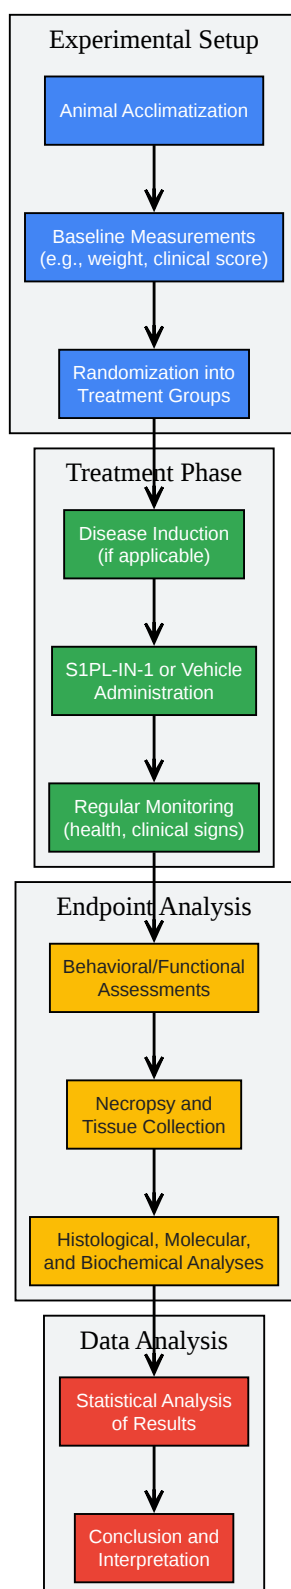 Experimental Setup
Animal Acclimatization
Baseline Measurements
(e.g., weight, clinical score)
Randomization into
Treatment Groups
Treatment Phase
Disease Induction
(if applicable)
S1PL-IN-1 or Vehicle
Administration
Regular Monitoring
(health, clinical signs)
Endpoint Analysis
Behavioral/Functional
Assessments
Necropsy and
Tissue Collection
Histological, Molecular,
and Biochemical Analyses
Data Analysis
Statistical Analysis
of Results
Conclusion and
Interpretation